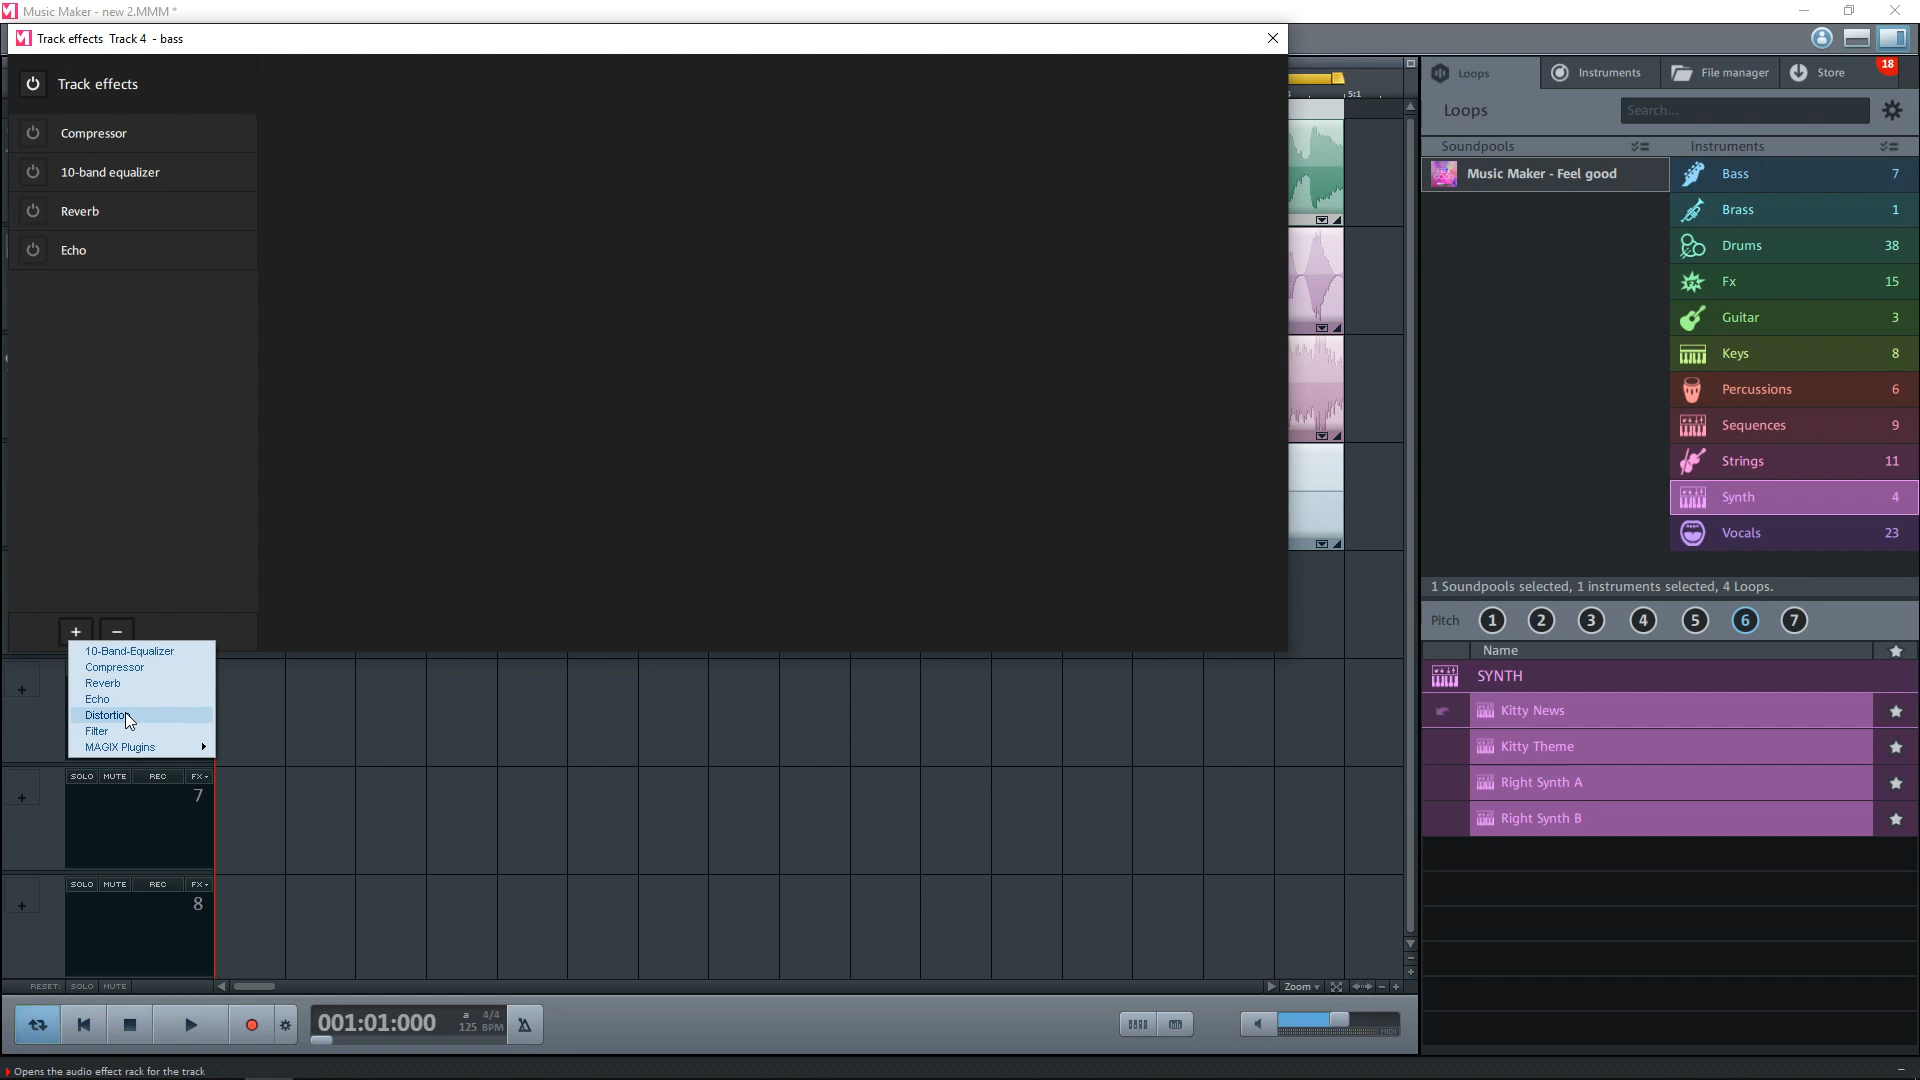 Music Maker - new 2.MMM *
Track effects Track 4 - bass
Track effects
Compressor
10-band equalizer
Reverb
Echo
+ −
10-Band-Equalizer
Compressor
Reverb
Echo
Distortion
Filter
MAGIX Plugins
SOLO MUTE REC FX
7
SOLO MUTE REC FX
8
RESET: SOLO MUTE
Zoom
001:01:000
a 4/4
125 BPM
MIDI
Opens the audio effect rack for the track
5:1
Loops
Instruments
File manager
Store
18
Loops
Search...
Soundpools
Instruments
Music Maker - Feel good
Bass 7
Brass 1
Drums 38
Fx 15
Guitar 3
Keys 8
Percussions 6
Sequences 9
Strings 11
Synth 4
Vocals 23
1 Soundpools selected, 1 instruments selected, 4 Loops.
Pitch 1 2 3 4 5 6 7
Name
SYNTH
Kitty News
Kitty Theme
Right Synth A
Right Synth B